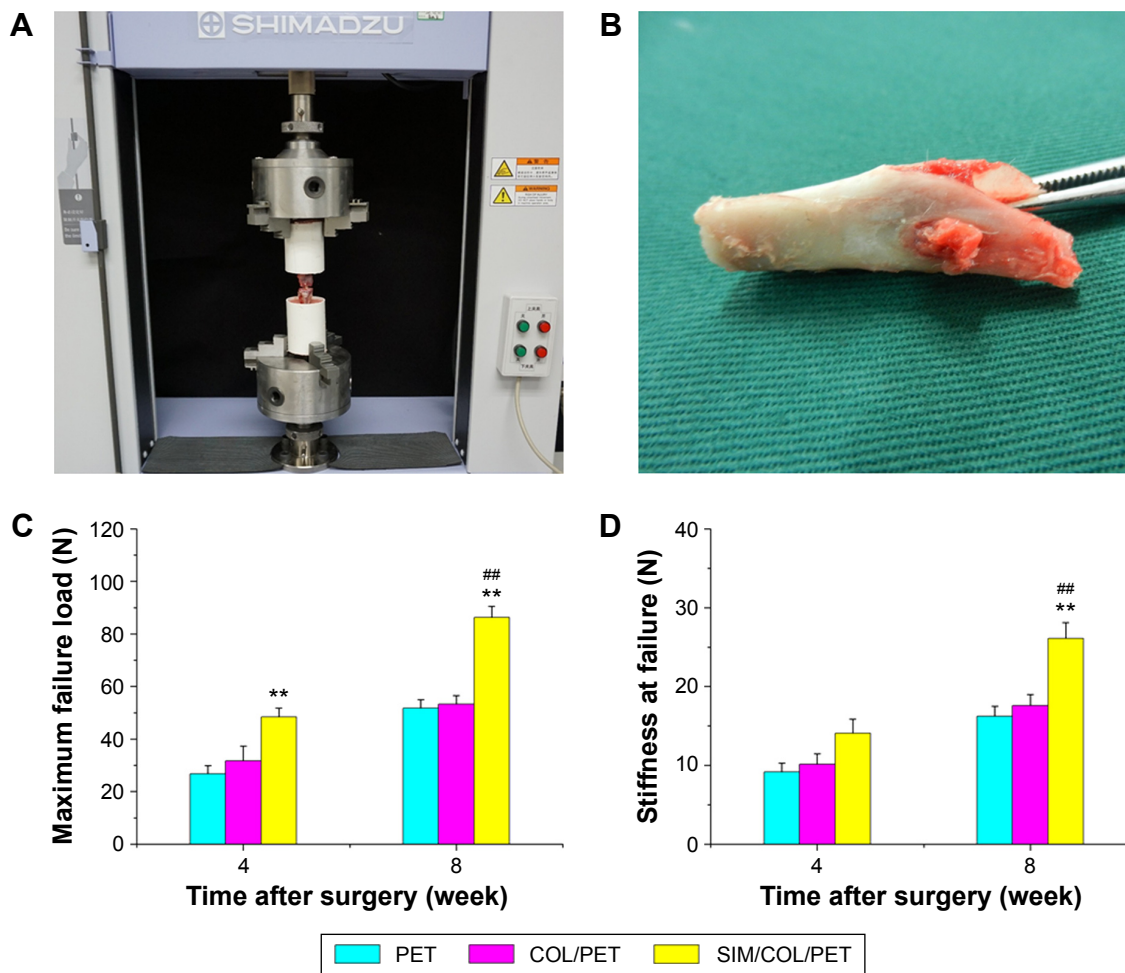 A
B
SHIMADZU
WARNING
C
D
Maximum failure load (N)
120
100
80
60
40
20
0
**
##
**
4
8
Time after surgery (week)
Stiffness at failure (N)
40
30
20
10
0
##
**
4
8
Time after surgery (week)
PET
COL/PET
SIM/COL/PET